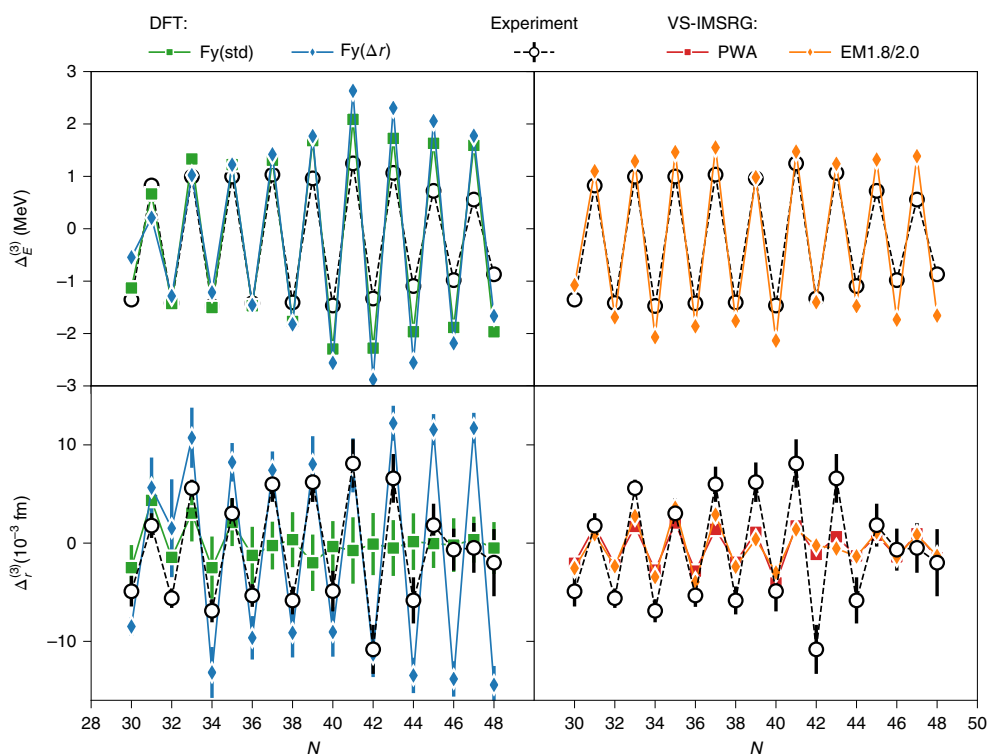 DFT: Experiment VS-IMSRG:
Fy(std) Fy(Δr) PWA EM1.8/2.0
Δ_E^(3) (MeV)
3
2
1
0
−1
−2
−3
Δ_r^(3) (10⁻³ fm)
10
0
−10
28 30 32 34 36 38 40 42 44 46 48
30 32 34 36 38 40 42 44 46 48 50
N N